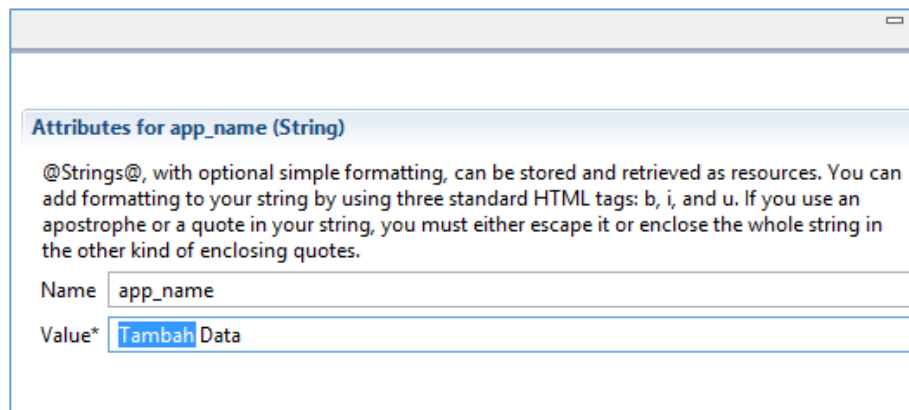 Attributes for app_name (String)
@Strings@, with optional simple formatting, can be stored and retrieved as resources. You can
add formatting to your string by using three standard HTML tags: b, i, and u. If you use an
apostrophe or a quote in your string, you must either escape it or enclose the whole string in
the other kind of enclosing quotes.
Name app_name
Value* Tambah Data